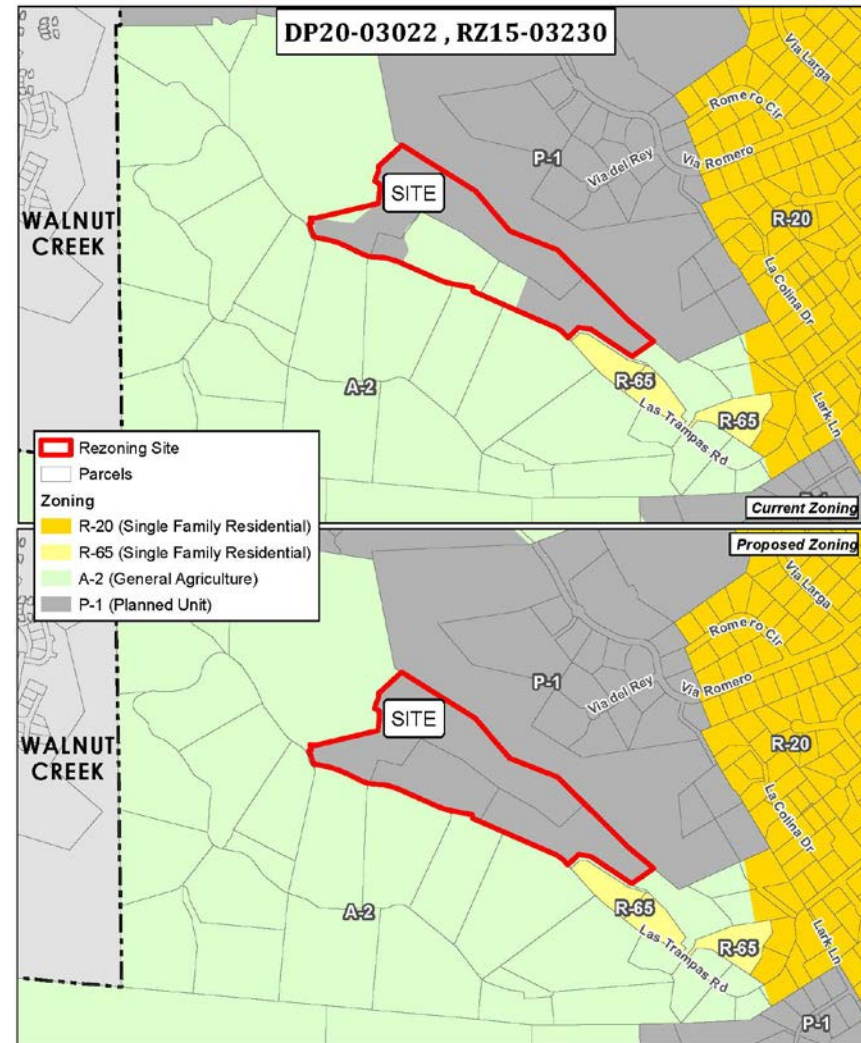 DP20-03022 , RZ15-03230
Via Larga
Romero Cir
P-1
Via del Rey
Via Romero
SITE
WALNUT
CREEK
R-20
La Colina Dr
A-2
R-65
Las-Trampas Rd
R-65
Lark Ln
Rezoning Site
Parcels
Zoning
R-20 (Single Family Residential)
R-65 (Single Family Residential)
A-2 (General Agriculture)
P-1 (Planned Unit)
Current Zoning
Proposed Zoning
Via Larga
Romero Cir
P-1
Via del Rey
Via Romero
SITE
WALNUT
CREEK
R-20
La Colina Dr
A-2
R-65
Las-Trampas Rd
R-65
Lark Ln
P-1